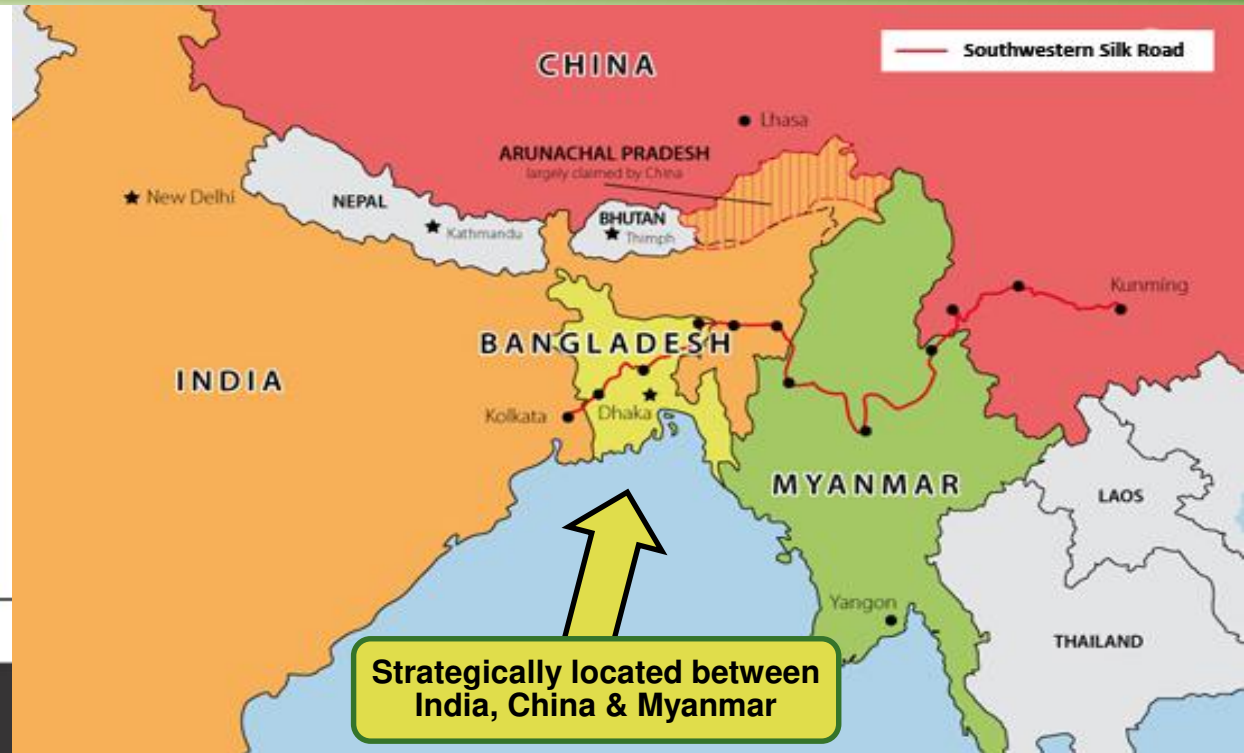 Southwestern Silk Road
CHINA
Lhasa
ARUNACHAL PRADESH
largely claimed by China
New Delhi
NEPAL
Kathmandu
BHUTAN
Thimph
Kunming
BANGLADESH
INDIA
Kolkata
Dhaka
MYANMAR
LAOS
Yangon
THAILAND
Strategically located between
India, China & Myanmar